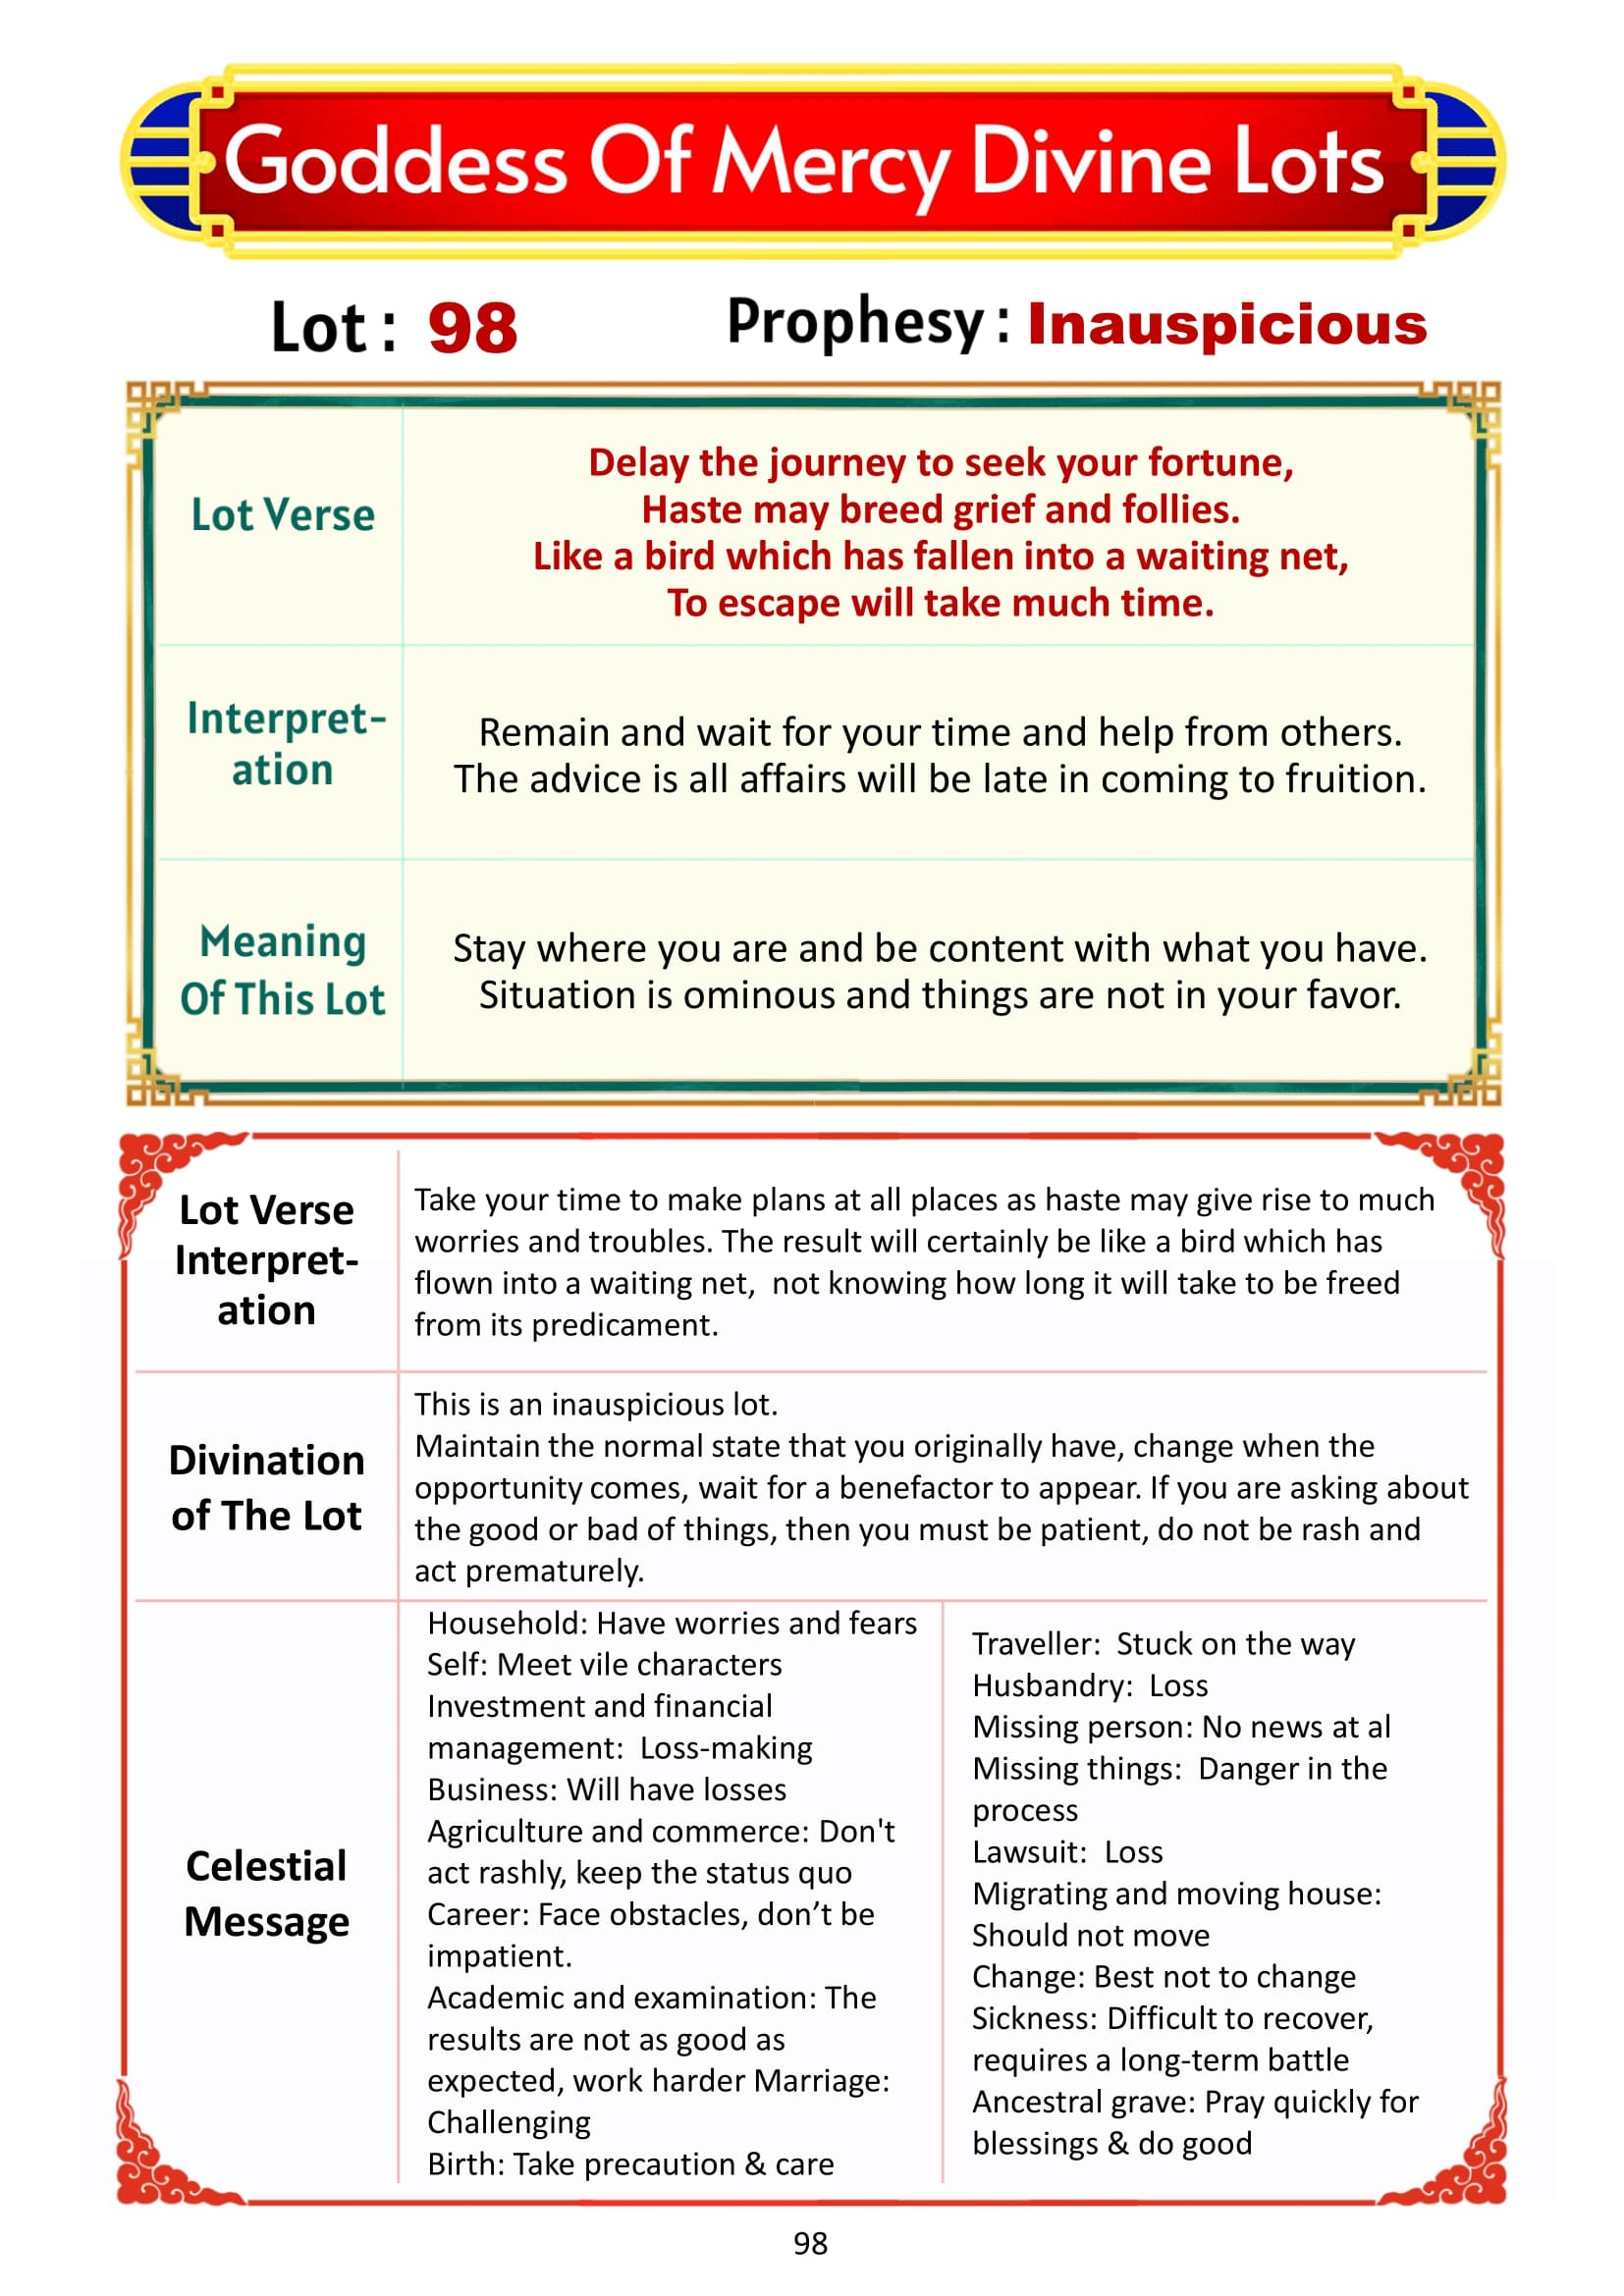 Goddess Of Mercy Divine Lots
Lot : 98
Prophesy : Inauspicious
Lot Verse
Delay the journey to seek your fortune,
Haste may breed grief and follies.
Like a bird which has fallen into a waiting net,
To escape will take much time.
Interpret-
ation
Remain and wait for your time and help from others.
The advice is all affairs will be late in coming to fruition.
Meaning
Of This Lot
Stay where you are and be content with what you have.
Situation is ominous and things are not in your favor.
Lot Verse
Interpret-
ation
Take your time to make plans at all places as haste may give rise to much
worries and troubles. The result will certainly be like a bird which has
flown into a waiting net,  not knowing how long it will take to be freed
from its predicament.
Divination
of The Lot
This is an inauspicious lot.
Maintain the normal state that you originally have, change when the
opportunity comes, wait for a benefactor to appear. If you are asking about
the good or bad of things, then you must be patient, do not be rash and
act prematurely.
Celestial
Message
Household: Have worries and fears
Self: Meet vile characters
Investment and financial
management:  Loss-making
Business: Will have losses
Agriculture and commerce: Don't
act rashly, keep the status quo
Career: Face obstacles, don’t be
impatient.
Academic and examination: The
results are not as good as
expected, work harder Marriage:
Challenging
Birth: Take precaution & care
Traveller:  Stuck on the way
Husbandry:  Loss
Missing person: No news at al
Missing things:  Danger in the
process
Lawsuit:  Loss
Migrating and moving house:
Should not move
Change: Best not to change
Sickness: Difficult to recover,
requires a long-term battle
Ancestral grave: Pray quickly for
blessings & do good
98